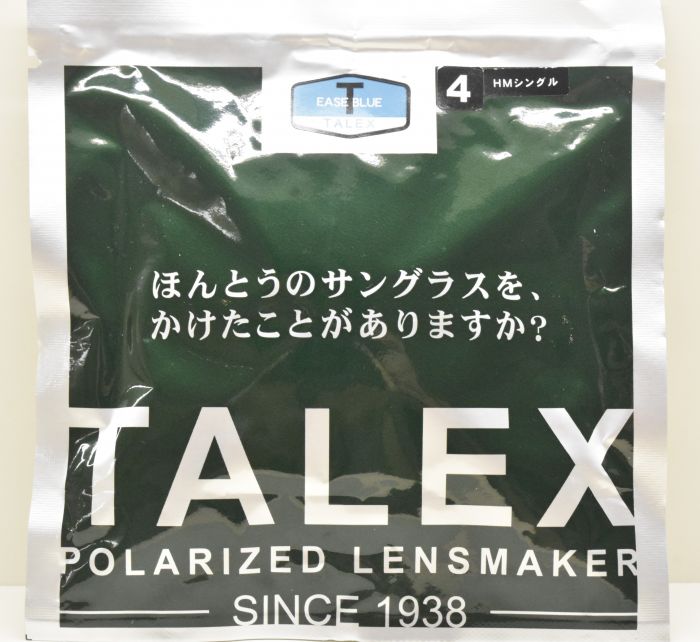 T
EASE BLUE
TALEX
4
HMシングル
ほんとうのサングラスを、
かけたことがありますか?
TALEX
POLARIZED LENSMAKER
SINCE 1938